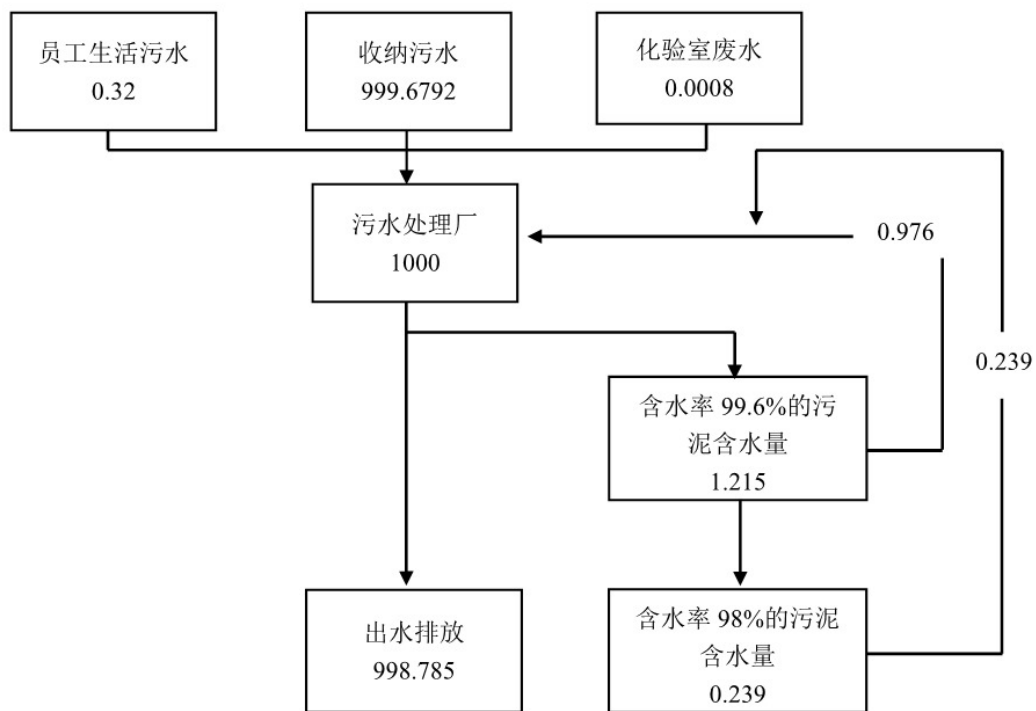 员工生活污水
0.32
收纳污水
999.6792
化验室废水
0.0008
污水处理厂
1000
0.976
0.239
含水率 99.6%的污
泥含水量
1.215
出水排放
998.785
含水率 98%的污泥
含水量
0.239